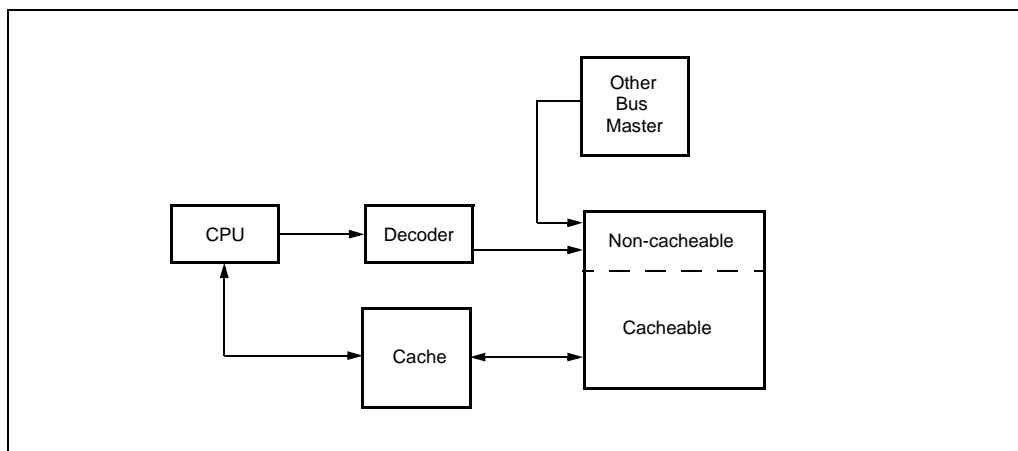 Other
Bus
Master
CPU
Decoder
Non-cacheable
Cache
Cacheable